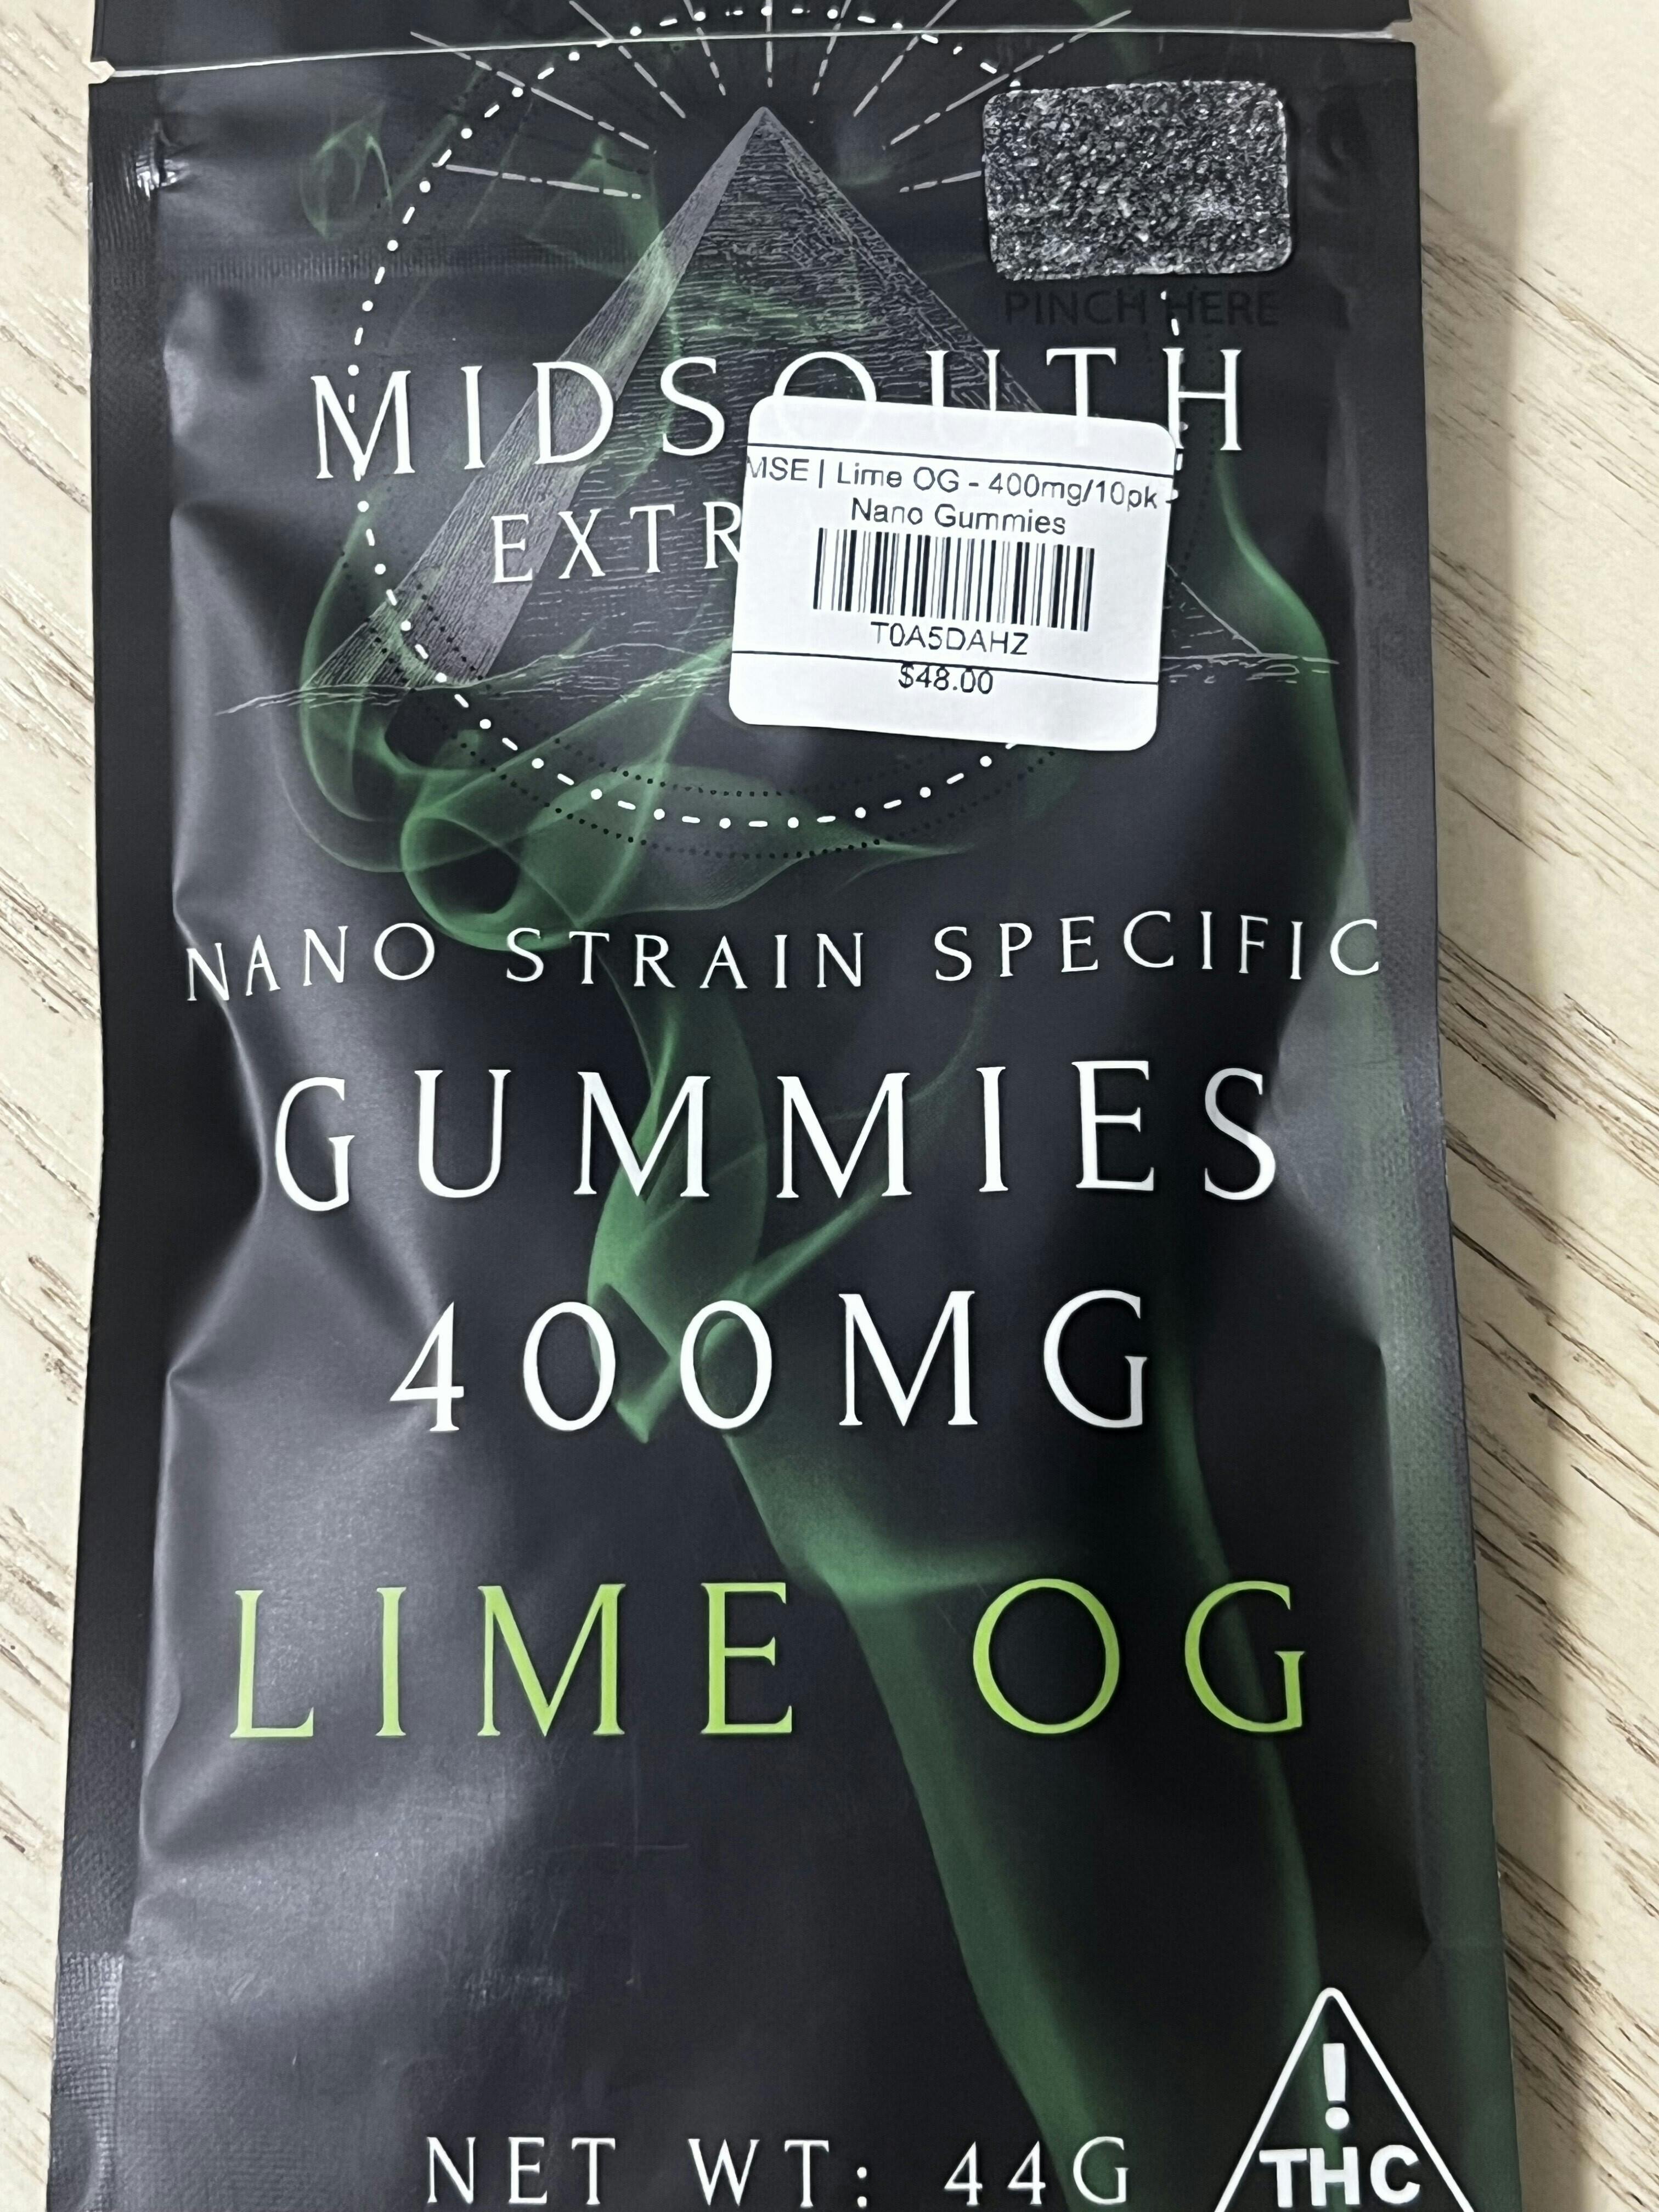 PINCH HERE
MIDSOUTH
EXTR
MSE | Lime OG - 400mg/10pk -
Nano Gummies
T0A5DAHZ
$48.00
NANO STRAIN SPECIFIC
GUMMIES
400MG
LIME OG
!
THC
NET WT: 44G